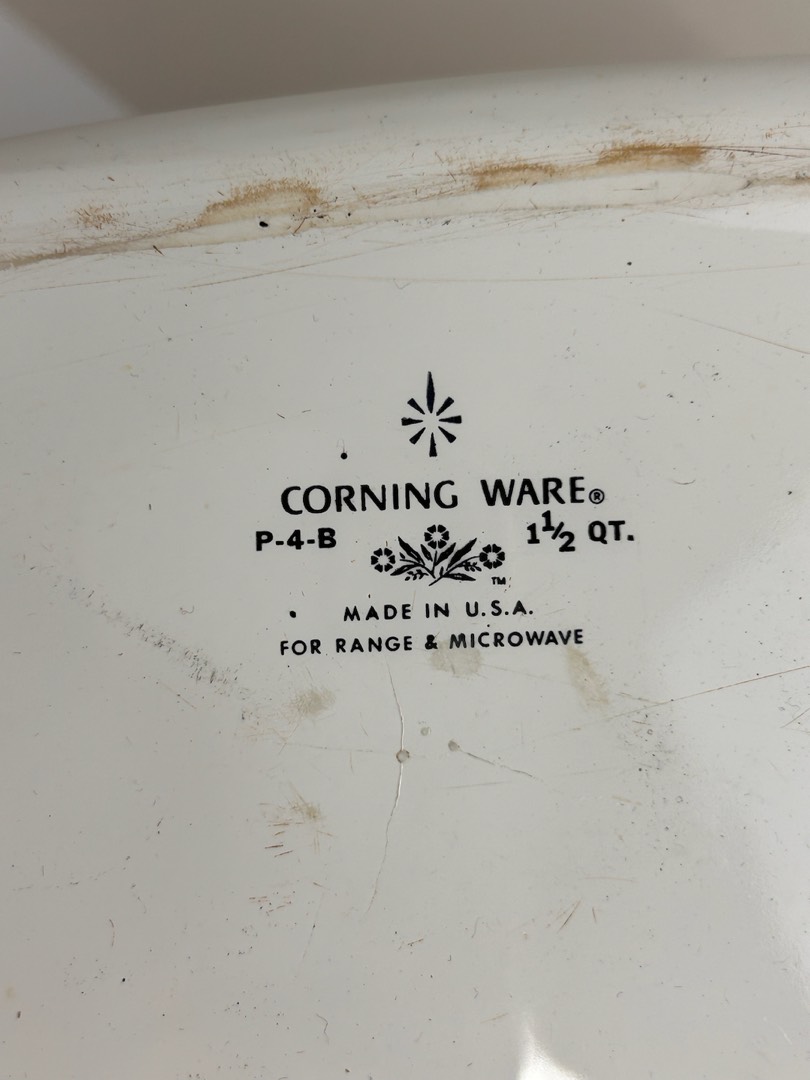 CORNING WARE®
P-4-B 1½ QT.
TM
MADE IN U.S.A.
FOR RANGE & MICROWAVE